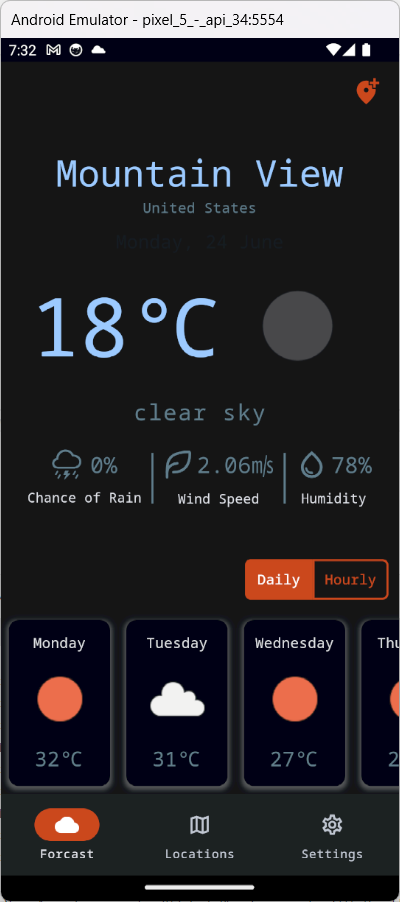 Android Emulator - pixel_5_-_api_34:5554
7:32
Mountain View
United States
Monday, 24 June
18°C
clear sky
0% 2.06m/s 78%
Chance of Rain Wind Speed Humidity
Daily Hourly
Monday Tuesday Wednesday Thu
32°C 31°C 27°C 2
Forcast Locations Settings